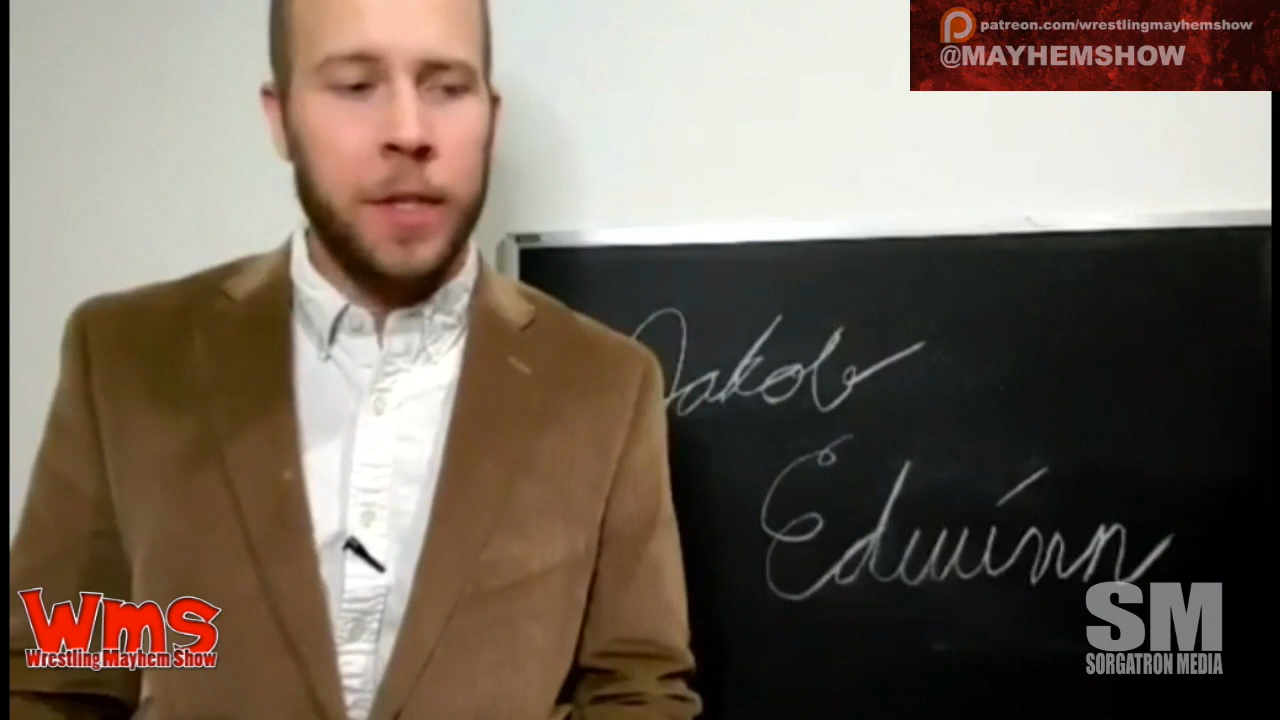 patreon.com/wrestlingmayhemshow
@MAYHEMSHOW
Jakob
Edwinn
WMS
Wrestling Mayhem Show
SM
SORGATRON MEDIA